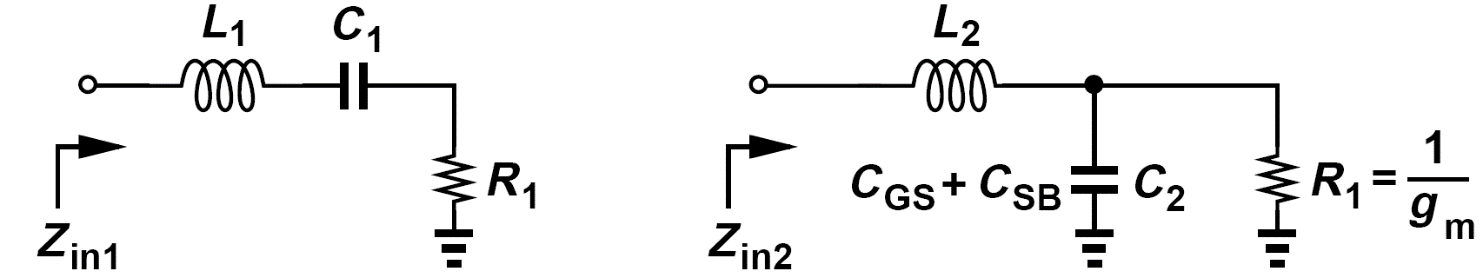 L1
C1
R1
Zin1
L2
CGS + CSB
C2
R1 = 1/gm
Zin2